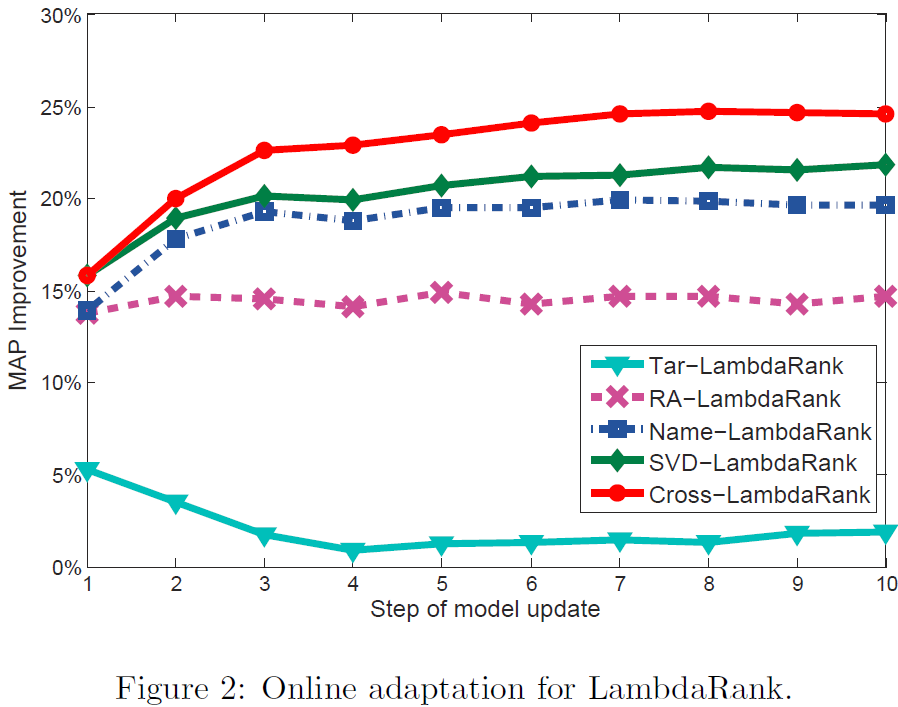 30%
25%
20%
15%
10%
5%
0%
MAP Improvement
Tar−LambdaRank
RA−LambdaRank
Name−LambdaRank
SVD−LambdaRank
Cross−LambdaRank
1 2 3 4 5 6 7 8 9 10
Step of model update
Figure 2: Online adaptation for LambdaRank.